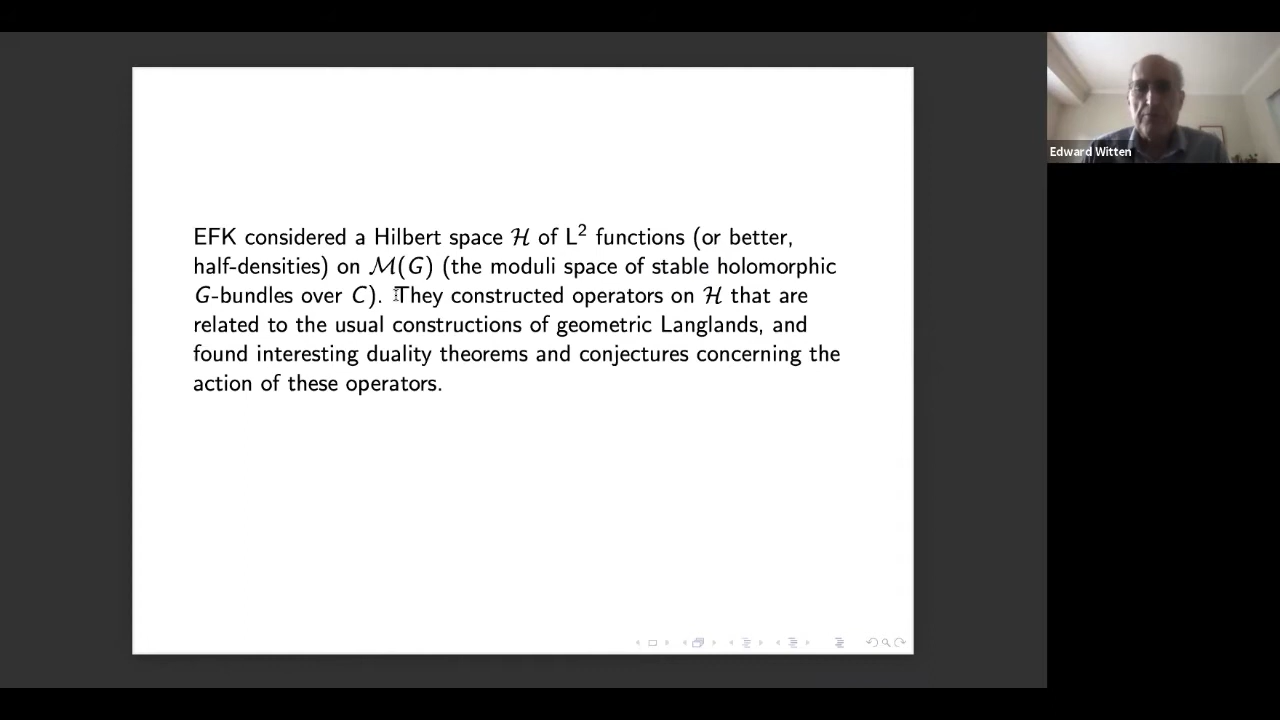 EFK considered a Hilbert space ℋ of L² functions (or better,
half-densities) on ℳ(G) (the moduli space of stable holomorphic
G-bundles over C). They constructed operators on ℋ that are
related to the usual constructions of geometric Langlands, and
found interesting duality theorems and conjectures concerning the
action of these operators.
Edward Witten